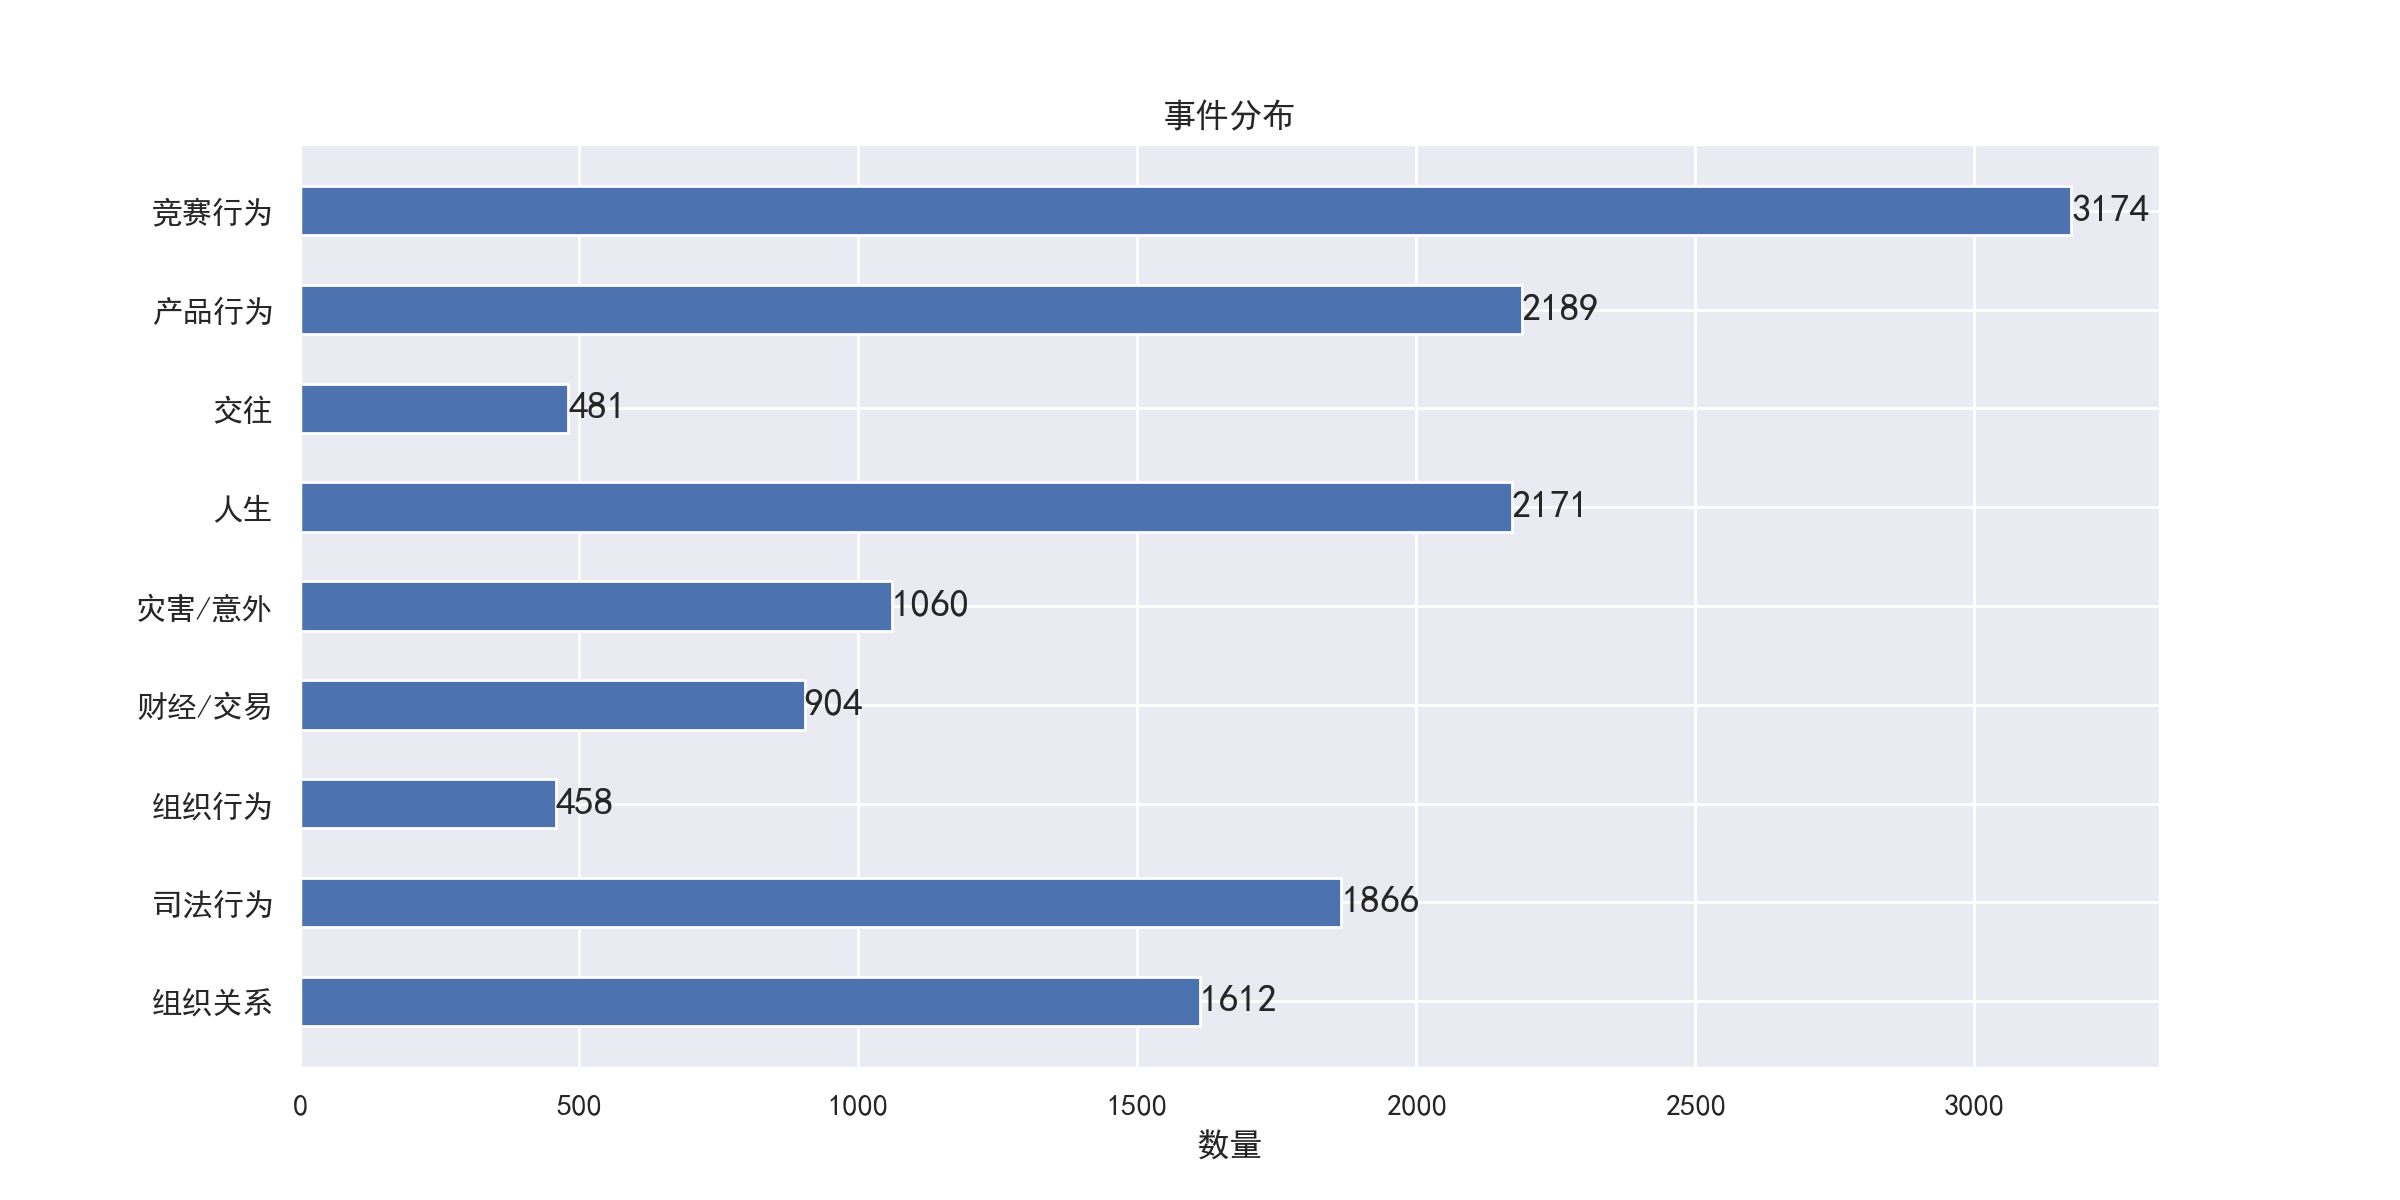 事件分布
竞赛行为 3174
产品行为 2189
交往 481
人生 2171
灾害/意外 1060
财经/交易 904
组织行为 458
司法行为 1866
组织关系 1612
0 500 1000 1500 2000 2500 3000
数量